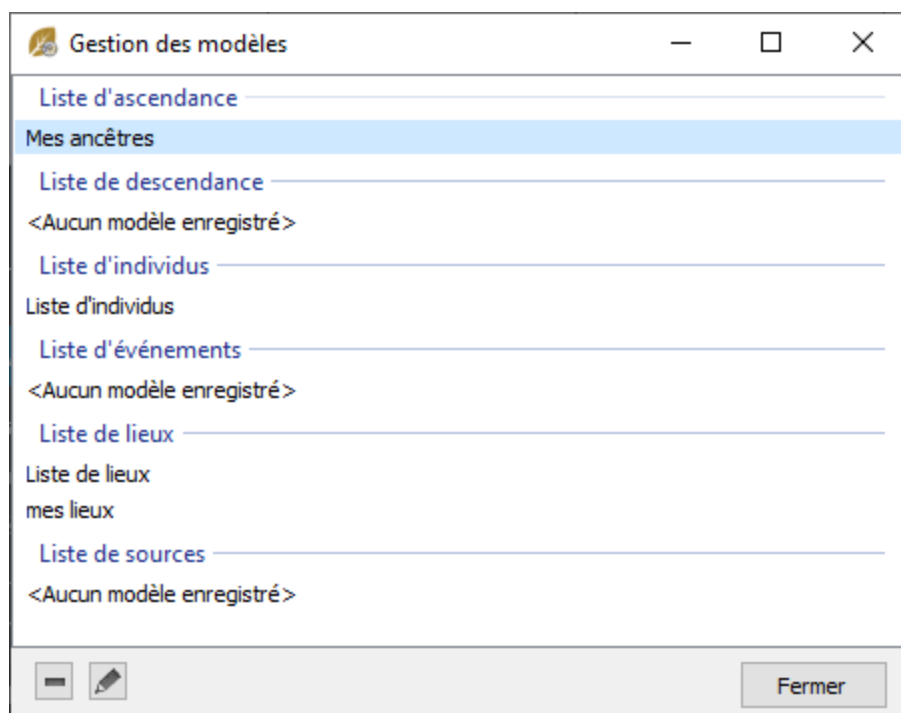 Gestion des modèles
Liste d'ascendance
Mes ancêtres
Liste de descendance
<Aucun modèle enregistré>
Liste d'individus
Liste d'individus
Liste d'événements
<Aucun modèle enregistré>
Liste de lieux
Liste de lieux
mes lieux
Liste de sources
<Aucun modèle enregistré>
Fermer